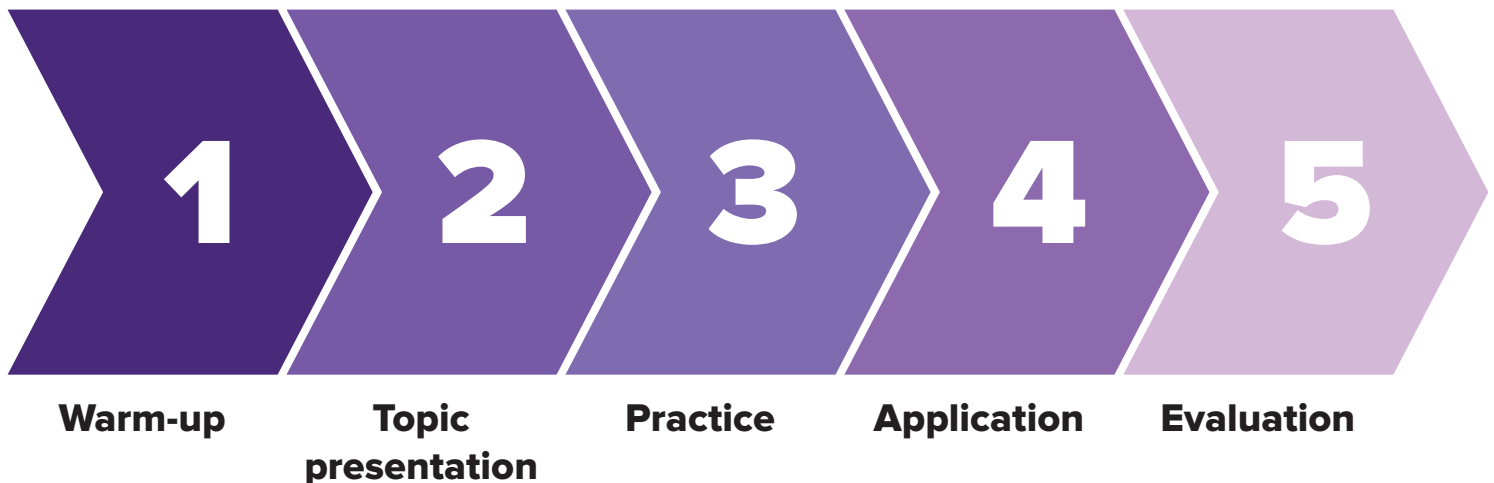 1
2
3
4
5
Warm-up
Topic
presentation
Practice
Application
Evaluation